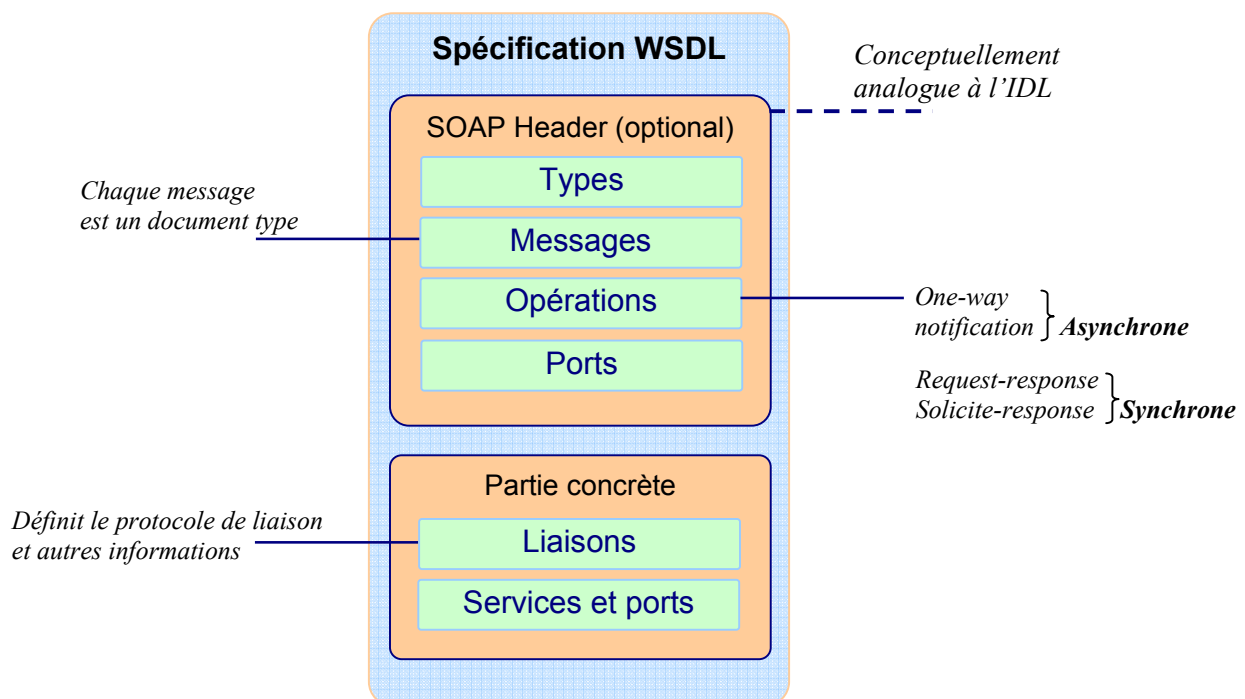 Spécification WSDL
Conceptuellement
analogue à l'IDL
SOAP Header (optional)
Types
Chaque message
est un document type
Messages
Opérations
One-way
notification
Asynchrone
Ports
Request-response
Solicite-response
Synchrone
Partie concrète
Définit le protocole de liaison
et autres informations
Liaisons
Services et ports